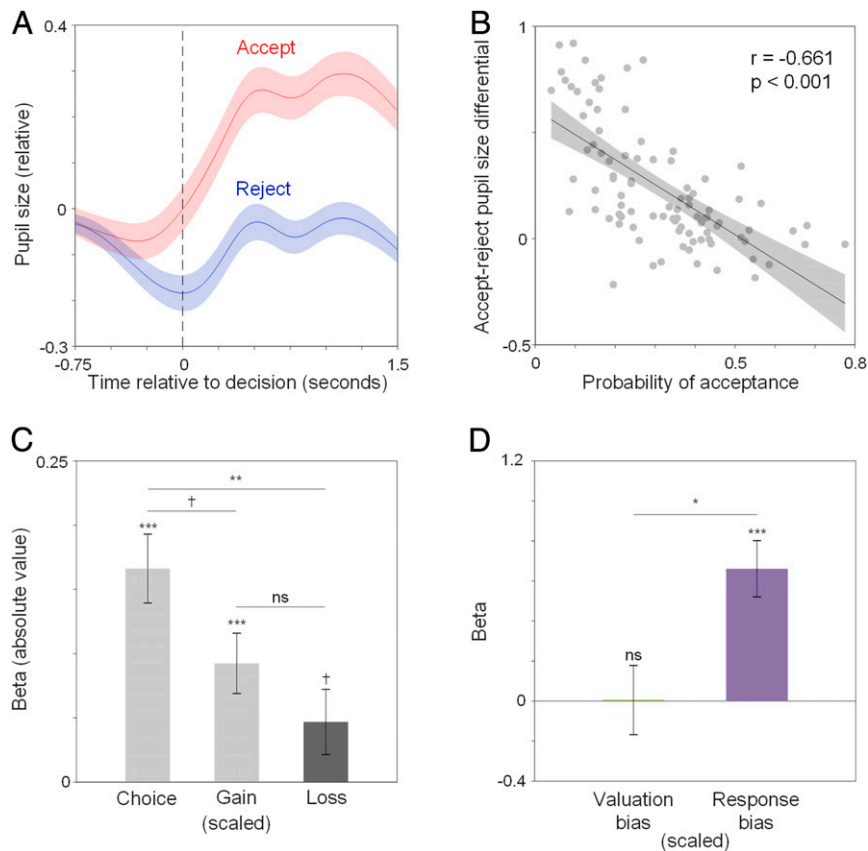 A
0.4
Accept
Pupil size (relative)
0
Reject
-0.3
-0.75
0
1.5
Time relative to decision (seconds)
B
1
r = -0.661
p < 0.001
Accept-reject pupil size differential
0
-0.5
0
0.5
0.8
Probability of acceptance
C
0.25
**
†
***
ns
***
†
Beta (absolute value)
0
Choice
Gain
Loss
(scaled)
D
1.2
*
***
Beta
ns
0
-0.4
Valuation
bias
Response
bias
(scaled)